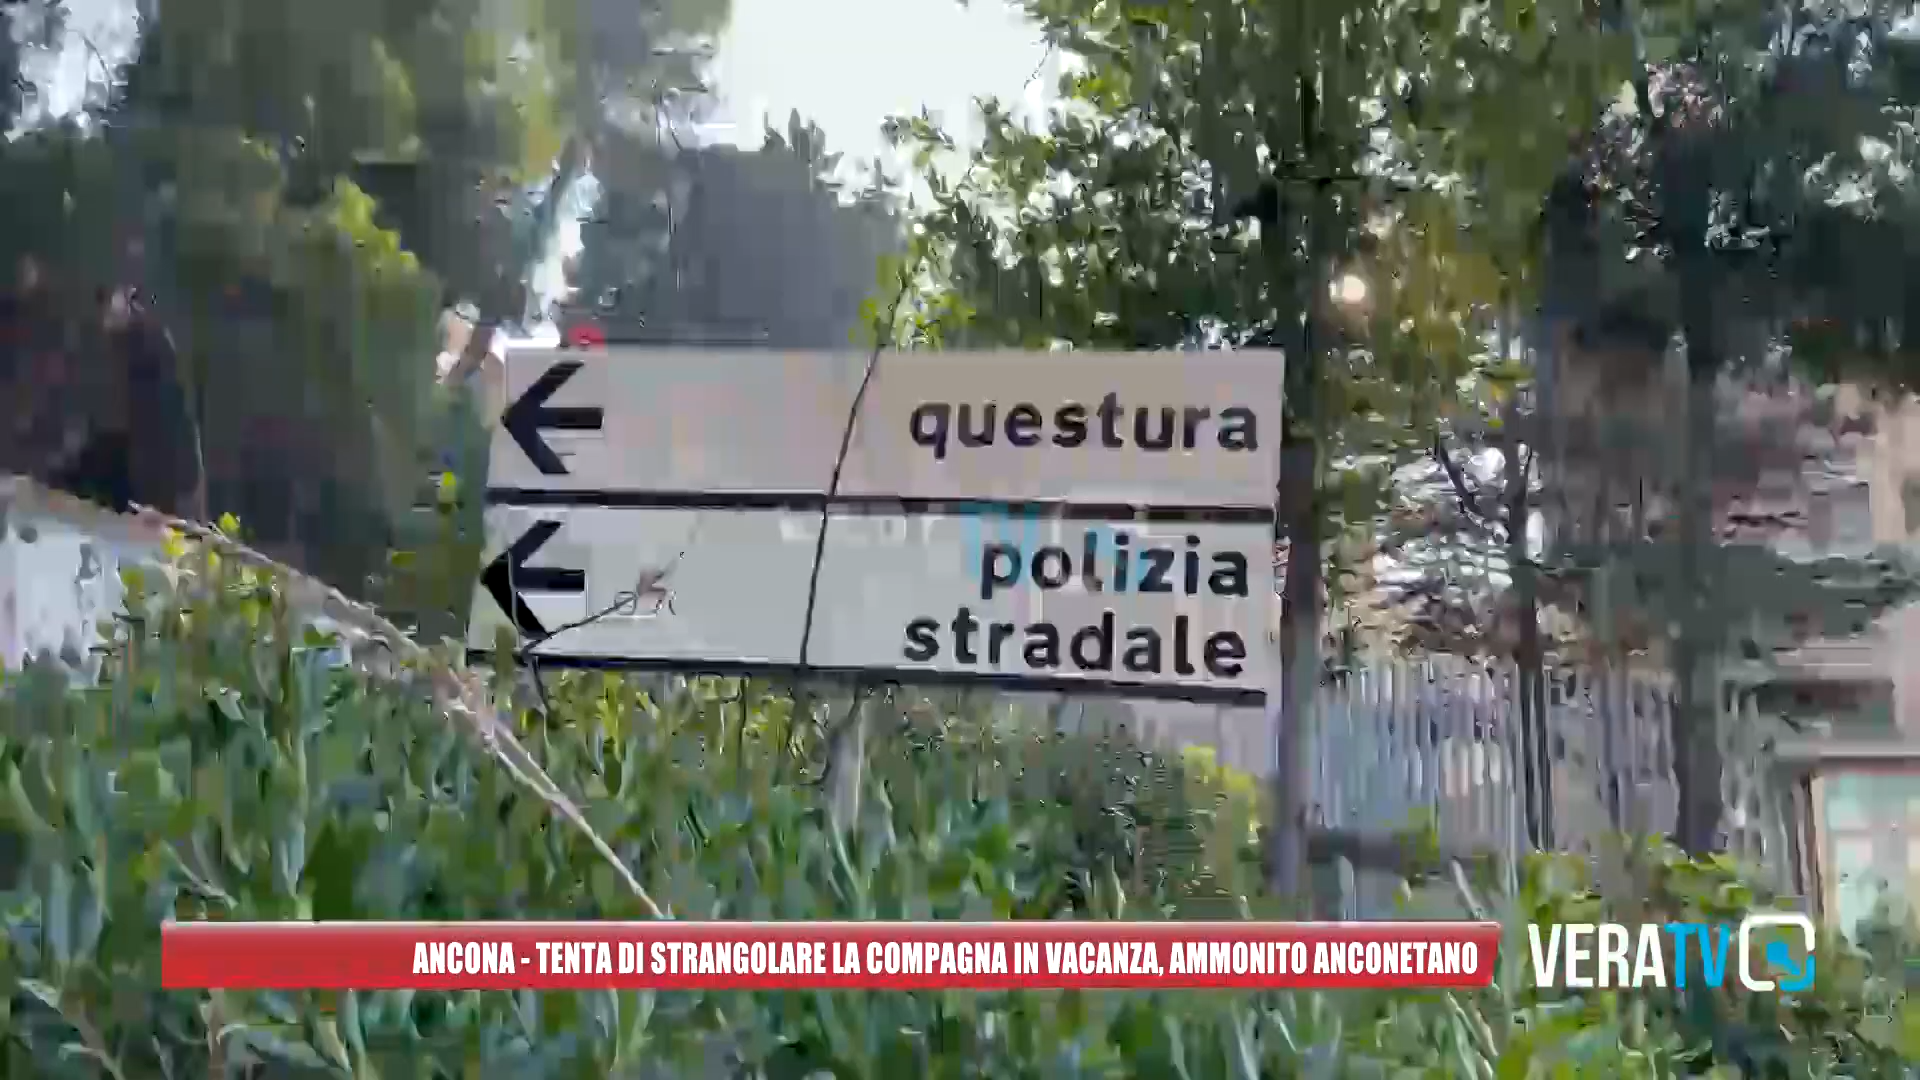 questura
polizia
stradale
ANCONA - TENTA DI STRANGOLARE LA COMPAGNA IN VACANZA, AMMONITO ANCONETANO
VERATV